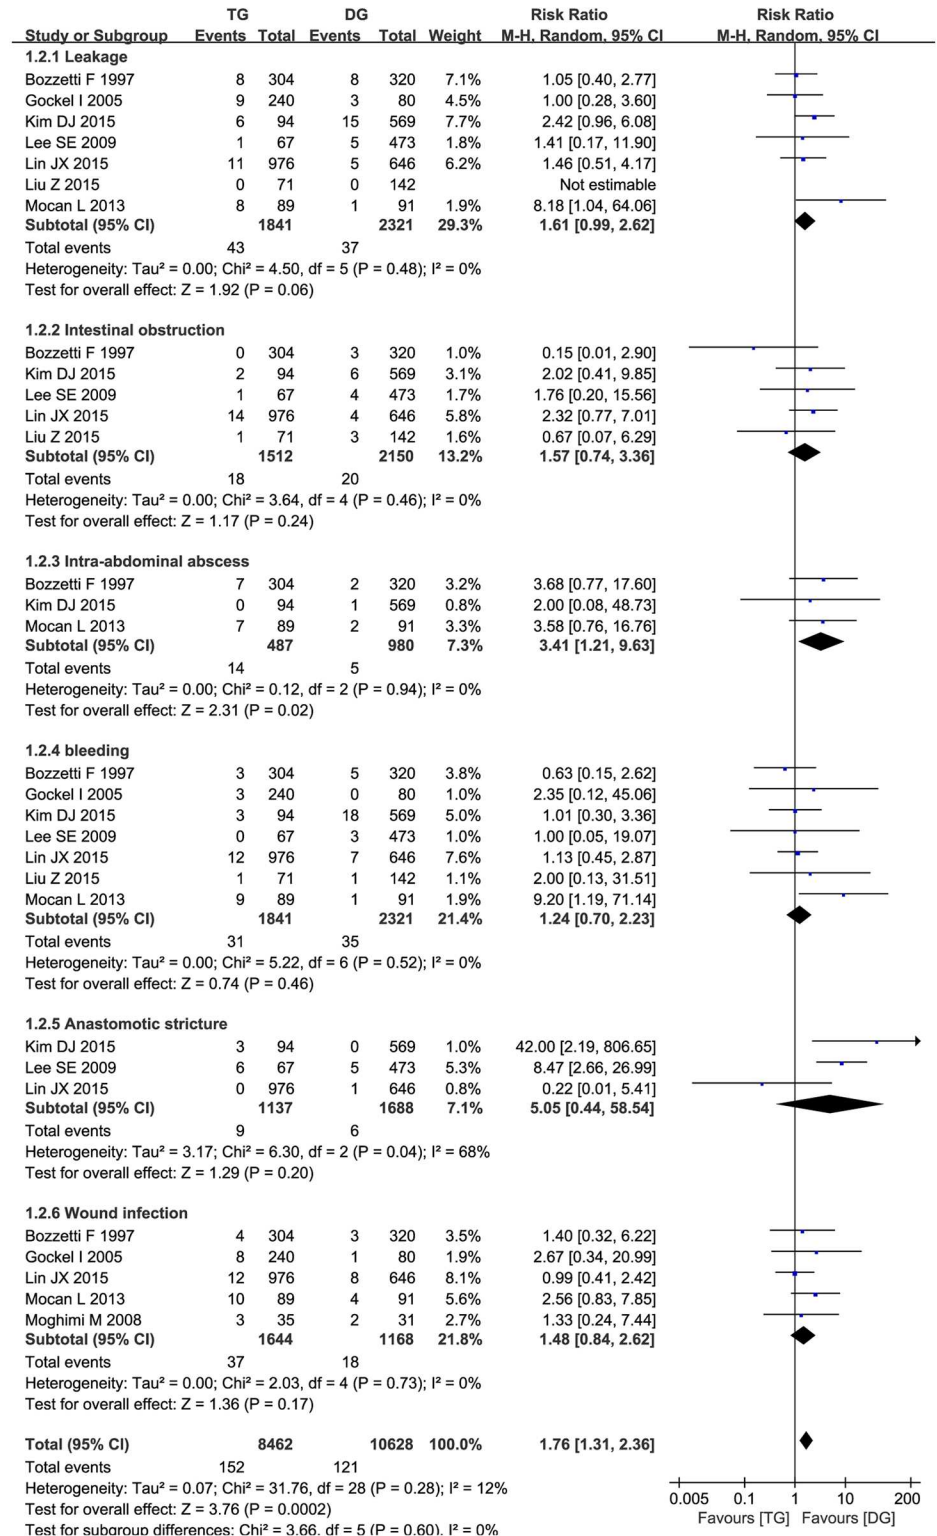 TG DG Risk Ratio Risk Ratio
Study or Subgroup Events Total Events Total Weight M-H, Random, 95% CI M-H, Random, 95% CI
1.2.1 Leakage
Bozzetti F 1997 8 304 8 320 7.1% 1.05 [0.40, 2.77]
Gockel I 2005 9 240 3 80 4.5% 1.00 [0.28, 3.60]
Kim DJ 2015 6 94 15 569 7.7% 2.42 [0.96, 6.08]
Lee SE 2009 1 67 5 473 1.8% 1.41 [0.17, 11.90]
Lin JX 2015 11 976 5 646 6.2% 1.46 [0.51, 4.17]
Liu Z 2015 0 71 0 142 Not estimable
Mocan L 2013 8 89 1 91 1.9% 8.18 [1.04, 64.06]
Subtotal (95% CI) 1841 2321 29.3% 1.61 [0.99, 2.62]
Total events 43 37
Heterogeneity: Tau² = 0.00; Chi² = 4.50, df = 5 (P = 0.48); I² = 0%
Test for overall effect: Z = 1.92 (P = 0.06)
1.2.2 Intestinal obstruction
Bozzetti F 1997 0 304 3 320 1.0% 0.15 [0.01, 2.90]
Kim DJ 2015 2 94 6 569 3.1% 2.02 [0.41, 9.85]
Lee SE 2009 1 67 4 473 1.7% 1.76 [0.20, 15.56]
Lin JX 2015 14 976 4 646 5.8% 2.32 [0.77, 7.01]
Liu Z 2015 1 71 3 142 1.6% 0.67 [0.07, 6.29]
Subtotal (95% CI) 1512 2150 13.2% 1.57 [0.74, 3.36]
Total events 18 20
Heterogeneity: Tau² = 0.00; Chi² = 3.64, df = 4 (P = 0.46); I² = 0%
Test for overall effect: Z = 1.17 (P = 0.24)
1.2.3 Intra-abdominal abscess
Bozzetti F 1997 7 304 2 320 3.2% 3.68 [0.77, 17.60]
Kim DJ 2015 0 94 1 569 0.8% 2.00 [0.08, 48.73]
Mocan L 2013 7 89 2 91 3.3% 3.58 [0.76, 16.76]
Subtotal (95% CI) 487 980 7.3% 3.41 [1.21, 9.63]
Total events 14 5
Heterogeneity: Tau² = 0.00; Chi² = 0.12, df = 2 (P = 0.94); I² = 0%
Test for overall effect: Z = 2.31 (P = 0.02)
1.2.4 bleeding
Bozzetti F 1997 3 304 5 320 3.8% 0.63 [0.15, 2.62]
Gockel I 2005 3 240 0 80 1.0% 2.35 [0.12, 45.06]
Kim DJ 2015 3 94 18 569 5.0% 1.01 [0.30, 3.36]
Lee SE 2009 0 67 3 473 1.0% 1.00 [0.05, 19.07]
Lin JX 2015 12 976 7 646 7.6% 1.13 [0.45, 2.87]
Liu Z 2015 1 71 1 142 1.1% 2.00 [0.13, 31.51]
Mocan L 2013 9 89 1 91 1.9% 9.20 [1.19, 71.14]
Subtotal (95% CI) 1841 2321 21.4% 1.24 [0.70, 2.23]
Total events 31 35
Heterogeneity: Tau² = 0.00; Chi² = 5.22, df = 6 (P = 0.52); I² = 0%
Test for overall effect: Z = 0.74 (P = 0.46)
1.2.5 Anastomotic stricture
Kim DJ 2015 3 94 0 569 1.0% 42.00 [2.19, 806.65]
Lee SE 2009 6 67 5 473 5.3% 8.47 [2.66, 26.99]
Lin JX 2015 0 976 1 646 0.8% 0.22 [0.01, 5.41]
Subtotal (95% CI) 1137 1688 7.1% 5.05 [0.44, 58.54]
Total events 9 6
Heterogeneity: Tau² = 3.17; Chi² = 6.30, df = 2 (P = 0.04); I² = 68%
Test for overall effect: Z = 1.29 (P = 0.20)
1.2.6 Wound infection
Bozzetti F 1997 4 304 3 320 3.5% 1.40 [0.32, 6.22]
Gockel I 2005 8 240 1 80 1.9% 2.67 [0.34, 20.99]
Lin JX 2015 12 976 8 646 8.1% 0.99 [0.41, 2.42]
Mocan L 2013 10 89 4 91 5.6% 2.56 [0.83, 7.85]
Moghimi M 2008 3 35 2 31 2.7% 1.33 [0.24, 7.44]
Subtotal (95% CI) 1644 1168 21.8% 1.48 [0.84, 2.62]
Total events 37 18
Heterogeneity: Tau² = 0.00; Chi² = 2.03, df = 4 (P = 0.73); I² = 0%
Test for overall effect: Z = 1.36 (P = 0.17)
Total (95% CI) 8462 10628 100.0% 1.76 [1.31, 2.36]
Total events 152 121
Heterogeneity: Tau² = 0.07; Chi² = 31.76, df = 28 (P = 0.28); I² = 12%
Test for overall effect: Z = 3.76 (P = 0.0002)
Test for subgroup differences: Chi² = 3.66, df = 5 (P = 0.60), I² = 0%
0.005 0.1 1 10 200
Favours [TG] Favours [DG]